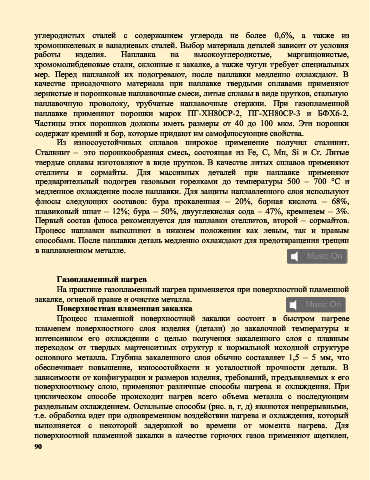 углеродистых сталей с содержанием углерода не более 0,6%, а также из
хромоникелевых и ванадиевых сталей. Выбор материала деталей зависит от условия
работы изделия. Наплавка на высокоуглеродистые, марганцовистые,
хромомолибденовые стали, склонные к закалке, а также чугун требует специальных
мер. Перед наплавкой их подогревают, после наплавки медленно охлаждают. В
качестве присадочного материала при наплавке твердыми сплавами применяют
зернистые и порошковые наплавочные смеси, литые сплавы в виде прутков, стальную
наплавочную проволоку, трубчатые наплавочные стержни. При газопламенной
наплавке применяют порошки марок ПГ-ХН80СР-2, ПГ-ХН80СР-3 и БФХ6-2.
Частицы этих порошков должны иметь размеры от 40 до 100 мкм. Эти порошки
содержат кремний и бор, которые придают им самофлюсующие свойства.
Из износоустойчивых сплавов широкое применение получил сталинит.
Сталинит – это порошкообразная смесь, состоящая из Fe, C, Mn, Si и Cr. Литые
твердые сплавы изготовляют в виде прутков. В качестве литых сплавов применяют
стеллиты и сормайты. Для массивных деталей при наплавке применяют
предварительный подогрев газовыми горелками до температуры 500 – 700 °С и
медленное охлаждение после наплавки. Для защиты наплавленного слоя используют
флюсы следующих составов: бура прокаленная – 20%, борная кислота – 68%,
плавиковый шпат – 12%; бура – 50%, двууглекислая сода – 47%, кремнезем – 3%.
Первый состав флюса рекомендуется для наплавки стеллитов, второй – сормайтов.
Процесс наплавки выполняют в нижнем положении как левым, так и правым
способами. После наплавки деталь медленно охлаждают для предотвращения трещин
в наплавленном металле.
Music On
Газопламенный нагрев
На практике газопламенный нагрев применяется при поверхностной пламенной
закалке, огневой правке и очистке металла.
Music On
Поверхностная пламенная закалка
Процесс пламенной поверхностной закалки состоит в быстром нагреве
пламенем поверхностного слоя изделия (детали) до закалочной температуры и
интенсивном его охлаждении с целью получения закаленного слоя с плавным
переходом от твердых мартенситных структур к нормальной исходной структуре
основного металла. Глубина закаленного слоя обычно составляет 1,5 – 5 мм, что
обеспечивает повышение, износостойкости и усталостной прочности детали. В
зависимости от конфигурации и размеров изделия, требований, предъявляемых к его
поверхностному слою, применяют различные способы нагрева и охлаждения. При
циклическом способе происходит нагрев всего объема металла с последующим
раздельным охлаждением. Остальные способы (рис. в, г, д) являются непрерывными,
т.е. обработка идет при одновременном воздействии нагрева и охлаждения, который
выполняется с некоторой задержкой во времени от момента нагрева. Для
поверхностной пламенной закалки в качестве горючих газов применяют ацетилен,
90